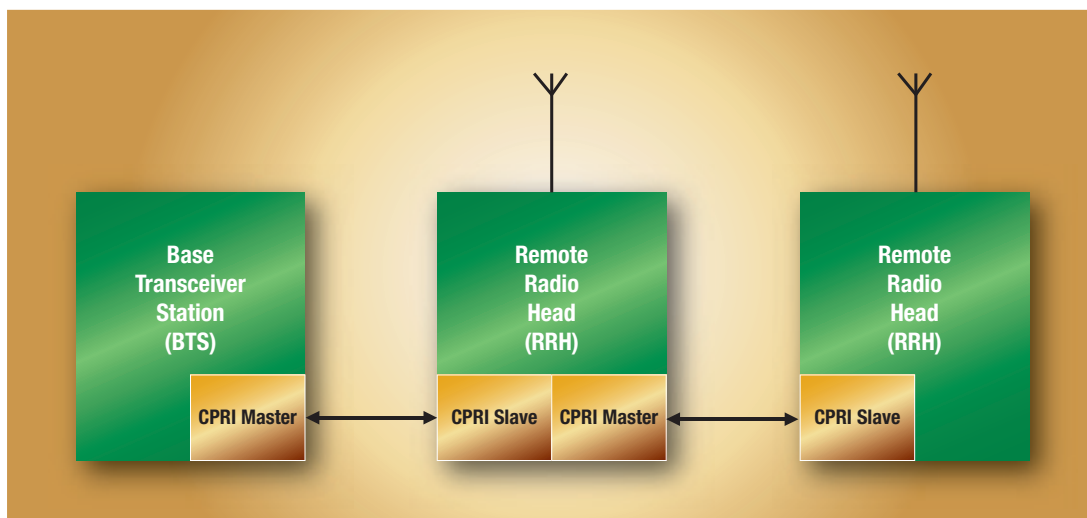 Base
Transceiver
Station
(BTS)
CPRI Master
Remote
Radio
Head
(RRH)
CPRI Slave
CPRI Master
Remote
Radio
Head
(RRH)
CPRI Slave